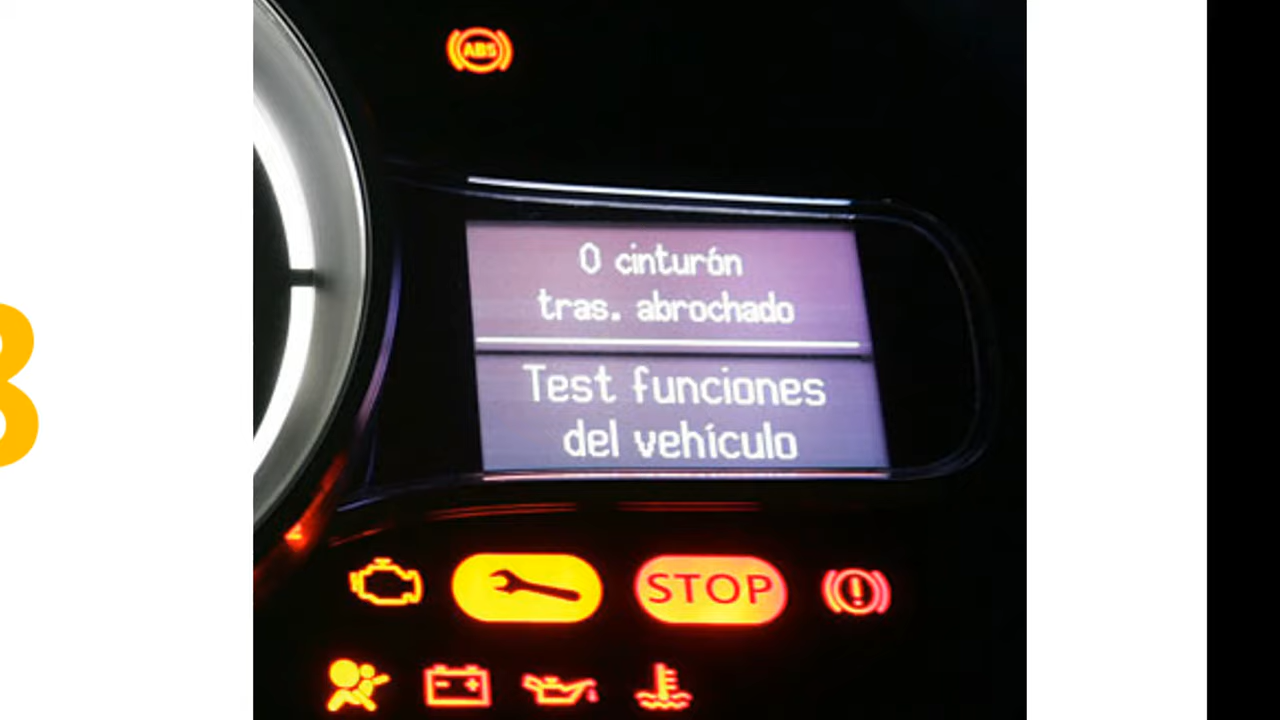 ABS
0 cinturón
tras. abrochado
Test funciones
del vehículo
STOP